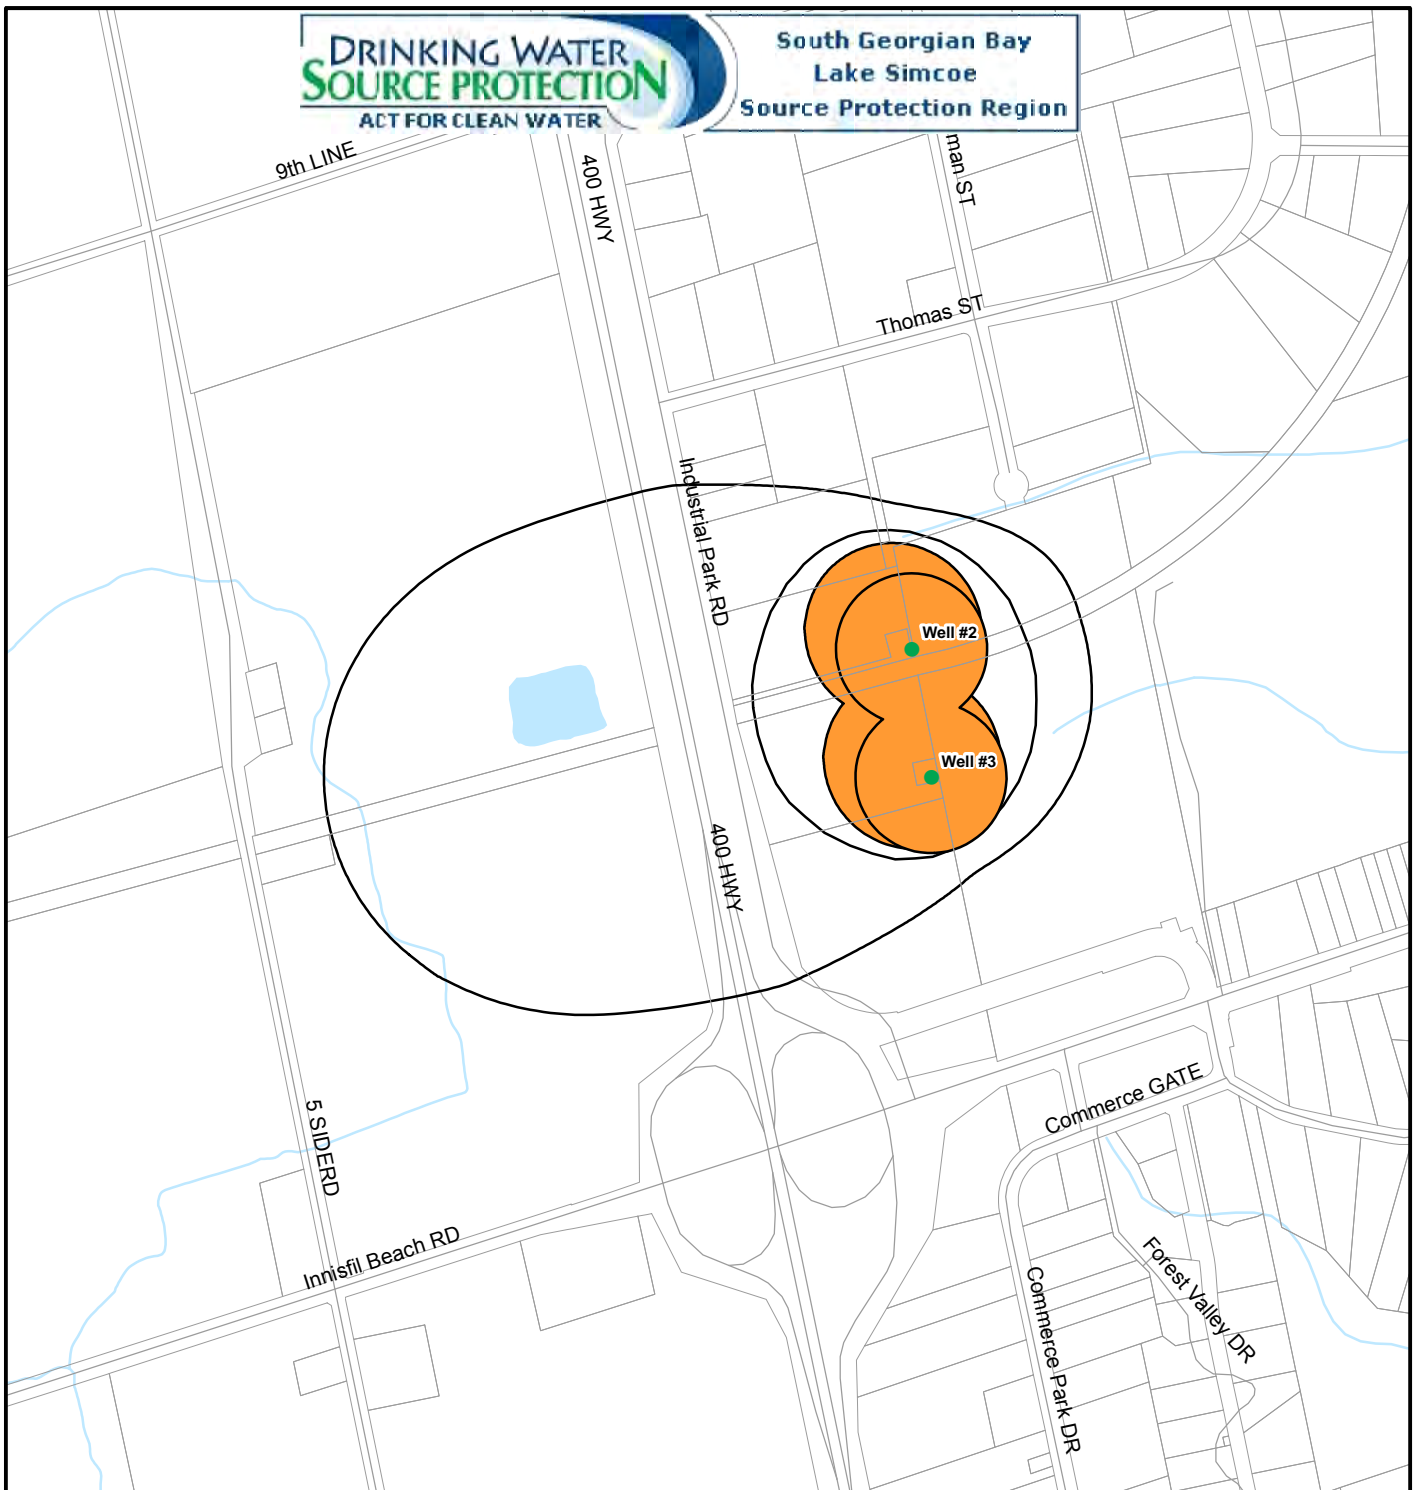 DRINKING WATER
SOURCE PROTECTION
ACT FOR CLEAN WATER
South Georgian Bay
Lake Simcoe
Source Protection Region
9th LINE
400 HWY
man ST
Thomas ST
Industrial Park RD
Well #2
Well #3
400 HWY
5 SIDERD
Commerce GATE
Innisfil Beach RD
Forest Valley DR
Commerce Park DR